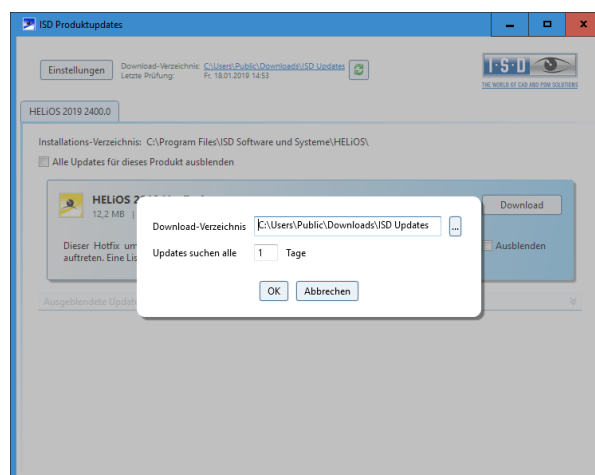 ISD Produktupdates
Einstellungen
Download-Verzeichnis: C:\Users\Public\Downloads\ISD Updates
Letzte Prüfung: Fr, 18.01.2019 14:53
I·S·D
THE WORLD OF CAD AND PDM SOLUTIONS
HELiOS 2019 2400.0
Installations-Verzeichnis: C:\Program Files\ISD Software und Systeme\HELiOS\
Alle Updates für dieses Produkt ausblenden
HELiOS
12,2 MB |
Download
Dieser Hotfix
auftreten. Eine
Ausblenden
Download-Verzeichnis C:\Users\Public\Downloads\ISD Updates ...
Updates suchen alle 1 Tage
OK Abbrechen
Ausgeblendete